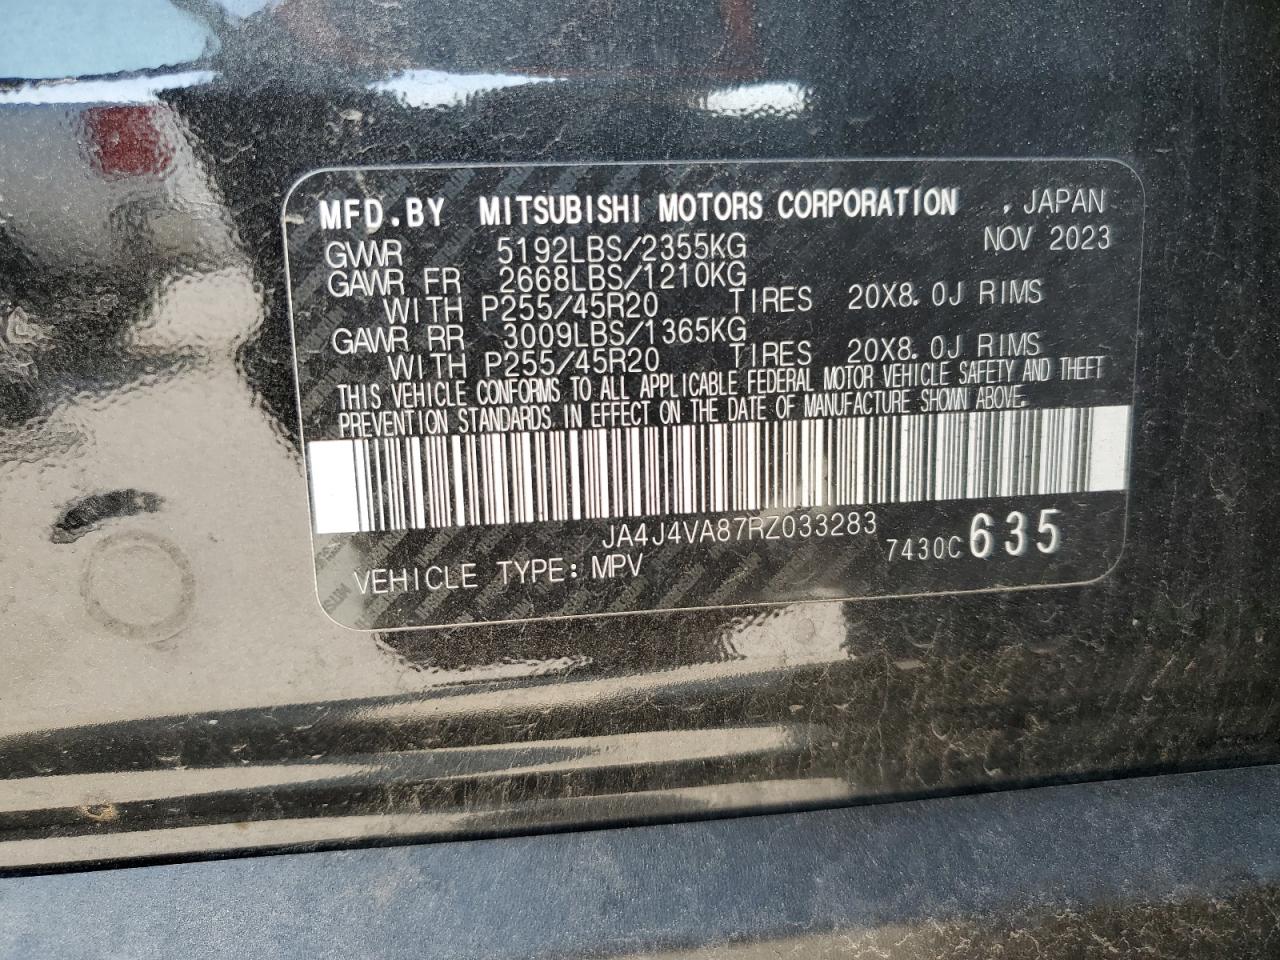 MFD.BY MITSUBISHI MOTORS CORPORATION , JAPAN
GVWR 5192LBS/2355KG NOV 2023
GAWR FR 2668LBS/1210KG
WITH P255/45R20 TIRES 20X8.0J RIMS
GAWR RR 3009LBS/1365KG
WITH P255/45R20 TIRES 20X8.0J RIMS
THIS VEHICLE CONFORMS TO ALL APPLICABLE FEDERAL MOTOR VEHICLE SAFETY AND THEFT
PREVENTION STANDARDS IN EFFECT ON THE DATE OF MANUFACTURE SHOWN ABOVE.
JA4J4VA87RZ033283 7430C 635
VEHICLE TYPE: MPV